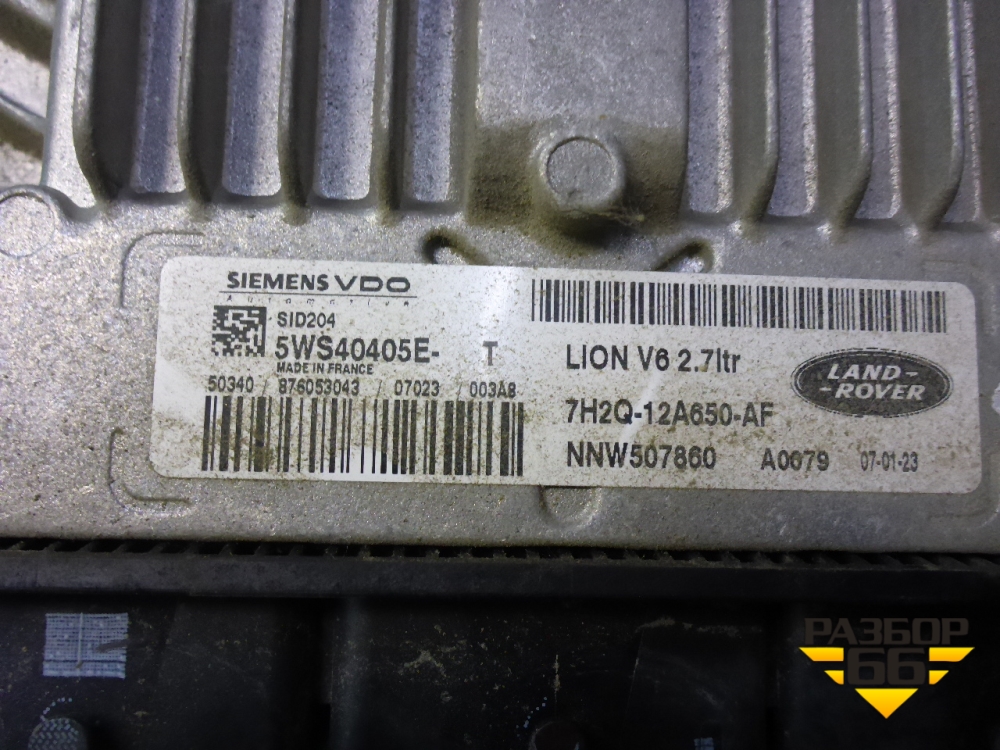 SIEMENS VDO
Automotive
SID204
5WS40405E- T
MADE IN FRANCE
50340 / 876053043 / 07023 / 003A8
LION V6 2.7ltr
LAND-
-ROVER
7H2Q-12A650-AF
NNW507860 A0079 07-01-23
РАЗБОР
66